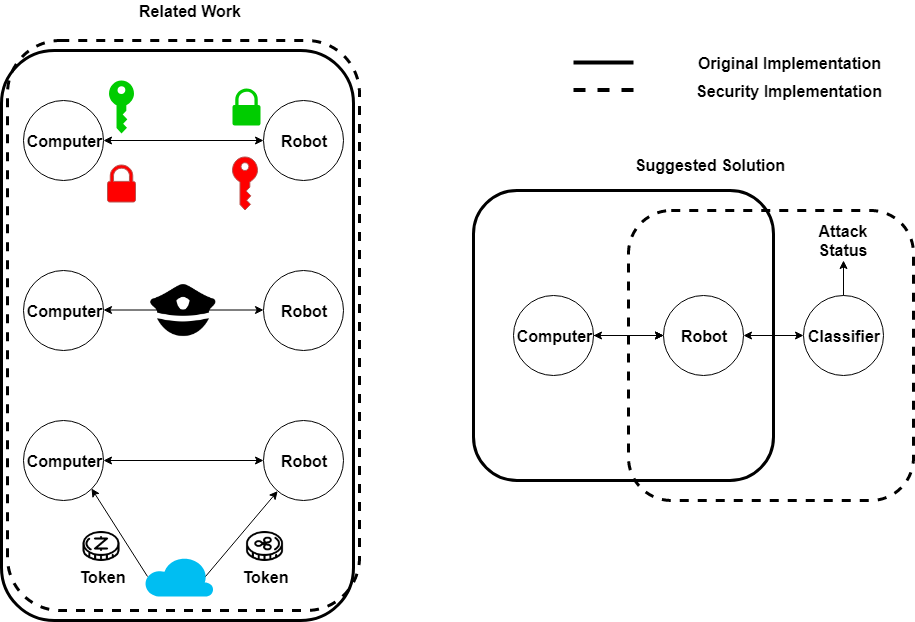 Related Work
Computer
Robot
Computer
Robot
Computer
Robot
Token
Token
Original Implementation
Security Implementation
Suggested Solution
Attack
Status
Computer
Robot
Classifier